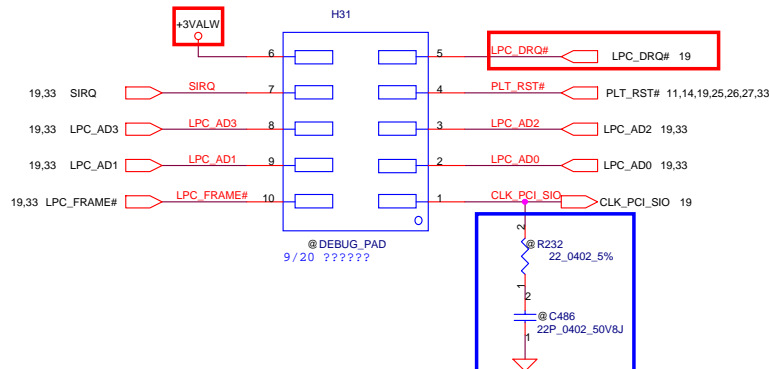 H31
+3VALW
6
5
LPC_DRQ#
LPC_DRQ# 19
19,33 SIRQ
SIRQ
7
4
PLT_RST#
PLT_RST# 11,14,19,25,26,27,33
19,33 LPC_AD3
LPC_AD3
8
3
LPC_AD2
LPC_AD2 19,33
19,33 LPC_AD1
LPC_AD1
9
2
LPC_AD0
LPC_AD0 19,33
19,33 LPC_FRAME#
LPC_FRAME#
10
1
CLK_PCI_SIO
CLK_PCI_SIO 19
@DEBUG_PAD
9/20 ??????
2
@R232
22_0402_5%
1
2
@C486
22P_0402_50V8J
1